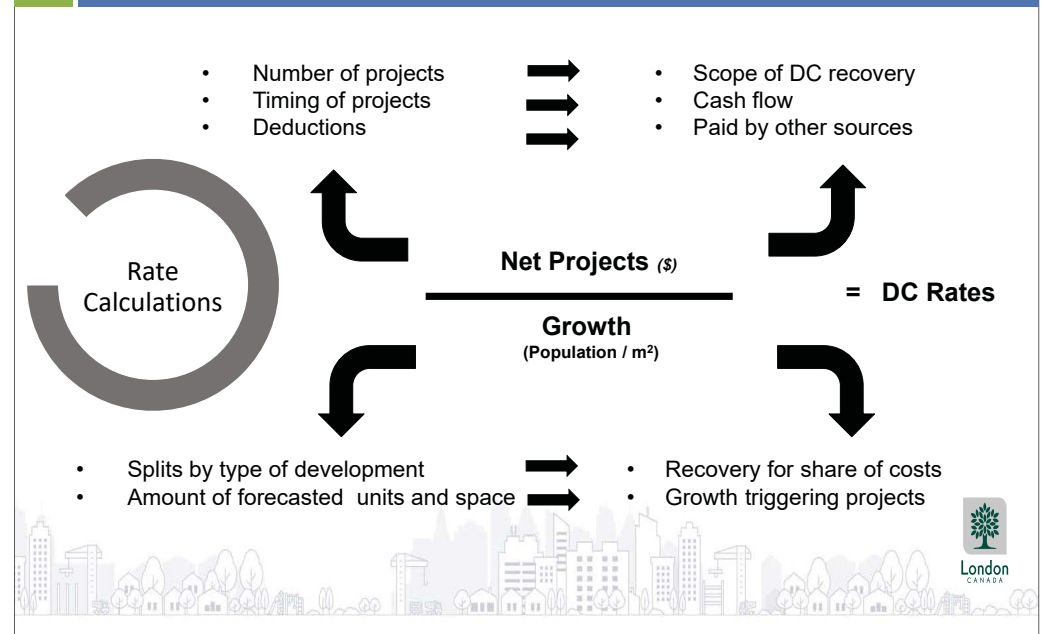 • Number of projects
• Timing of projects
• Deductions
• Scope of DC recovery
• Cash flow
• Paid by other sources
Rate
Calculations
Net Projects ($)
Growth
(Population / m²)
= DC Rates
• Splits by type of development
• Amount of forecasted units and space
• Recovery for share of costs
• Growth triggering projects
London
CANADA